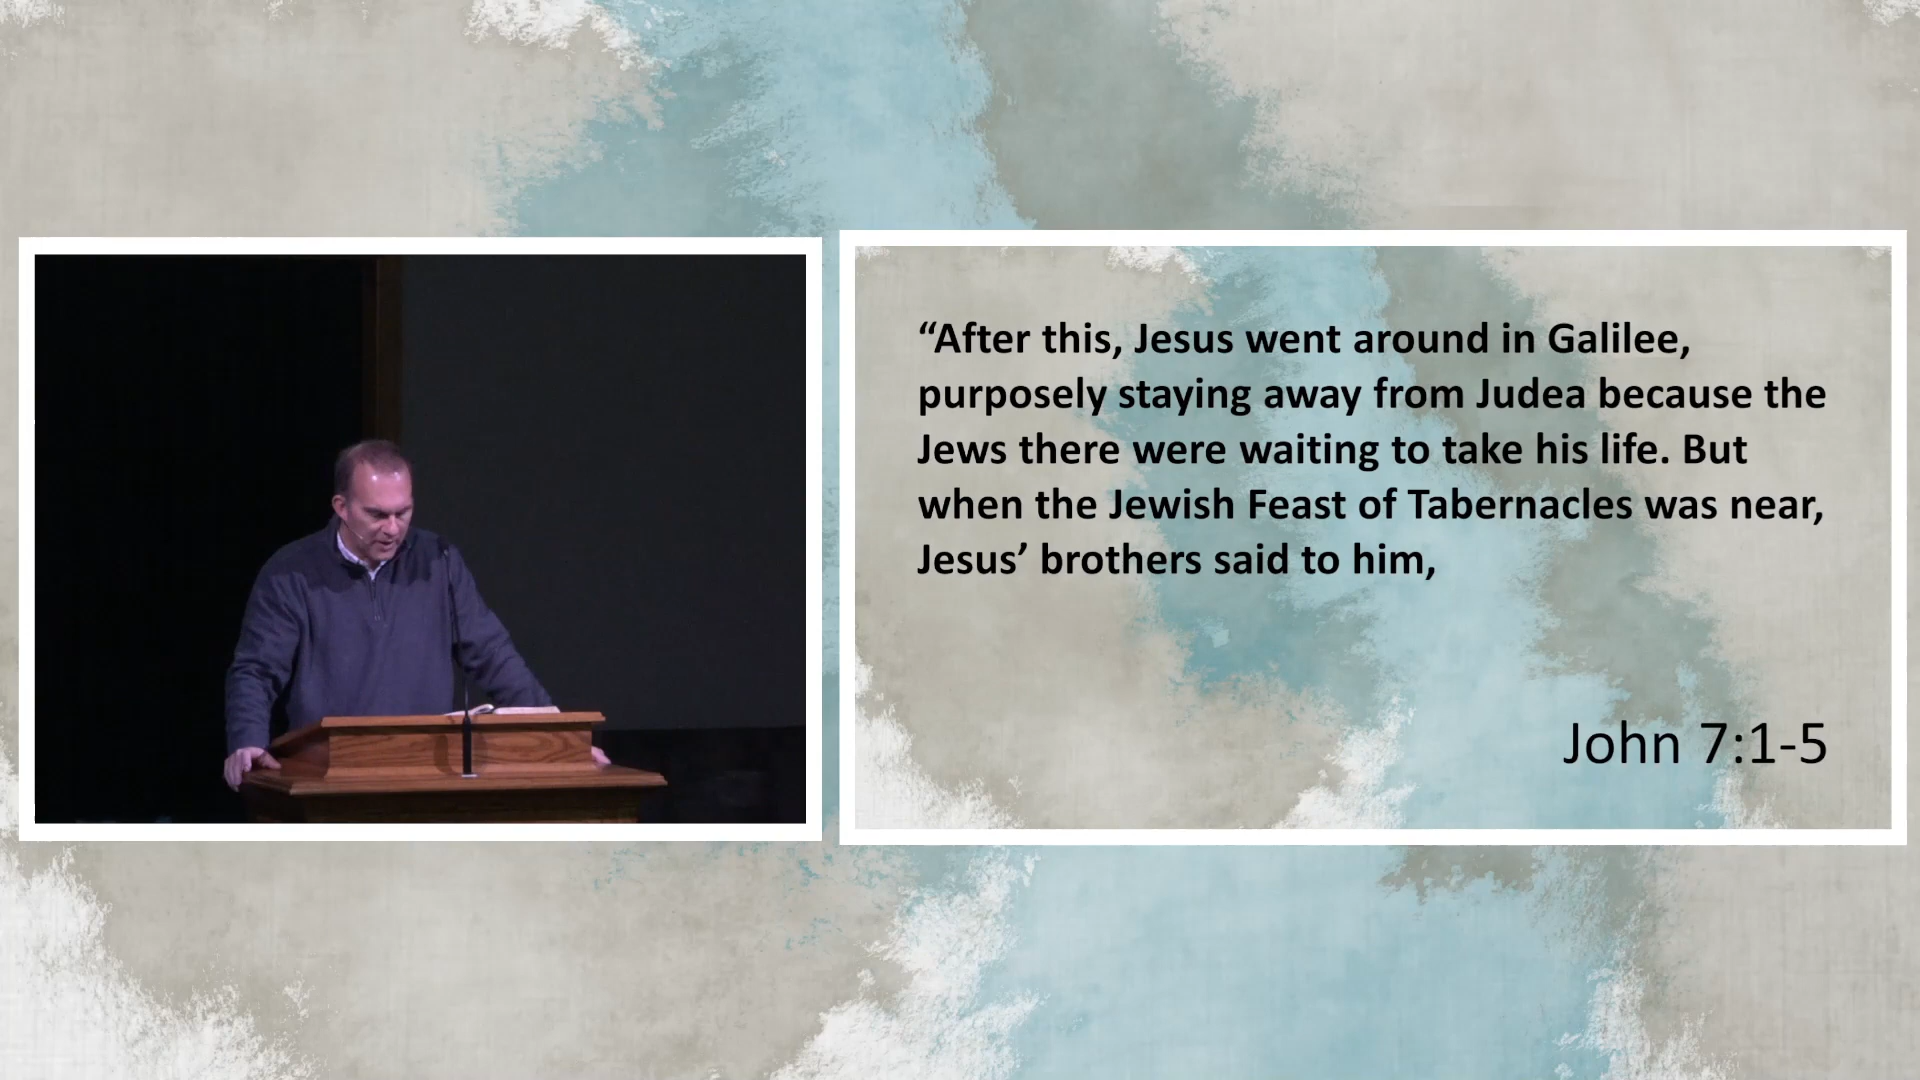 “After this, Jesus went around in Galilee,
purposely staying away from Judea because the
Jews there were waiting to take his life. But
when the Jewish Feast of Tabernacles was near,
Jesus’ brothers said to him,
John 7:1-5